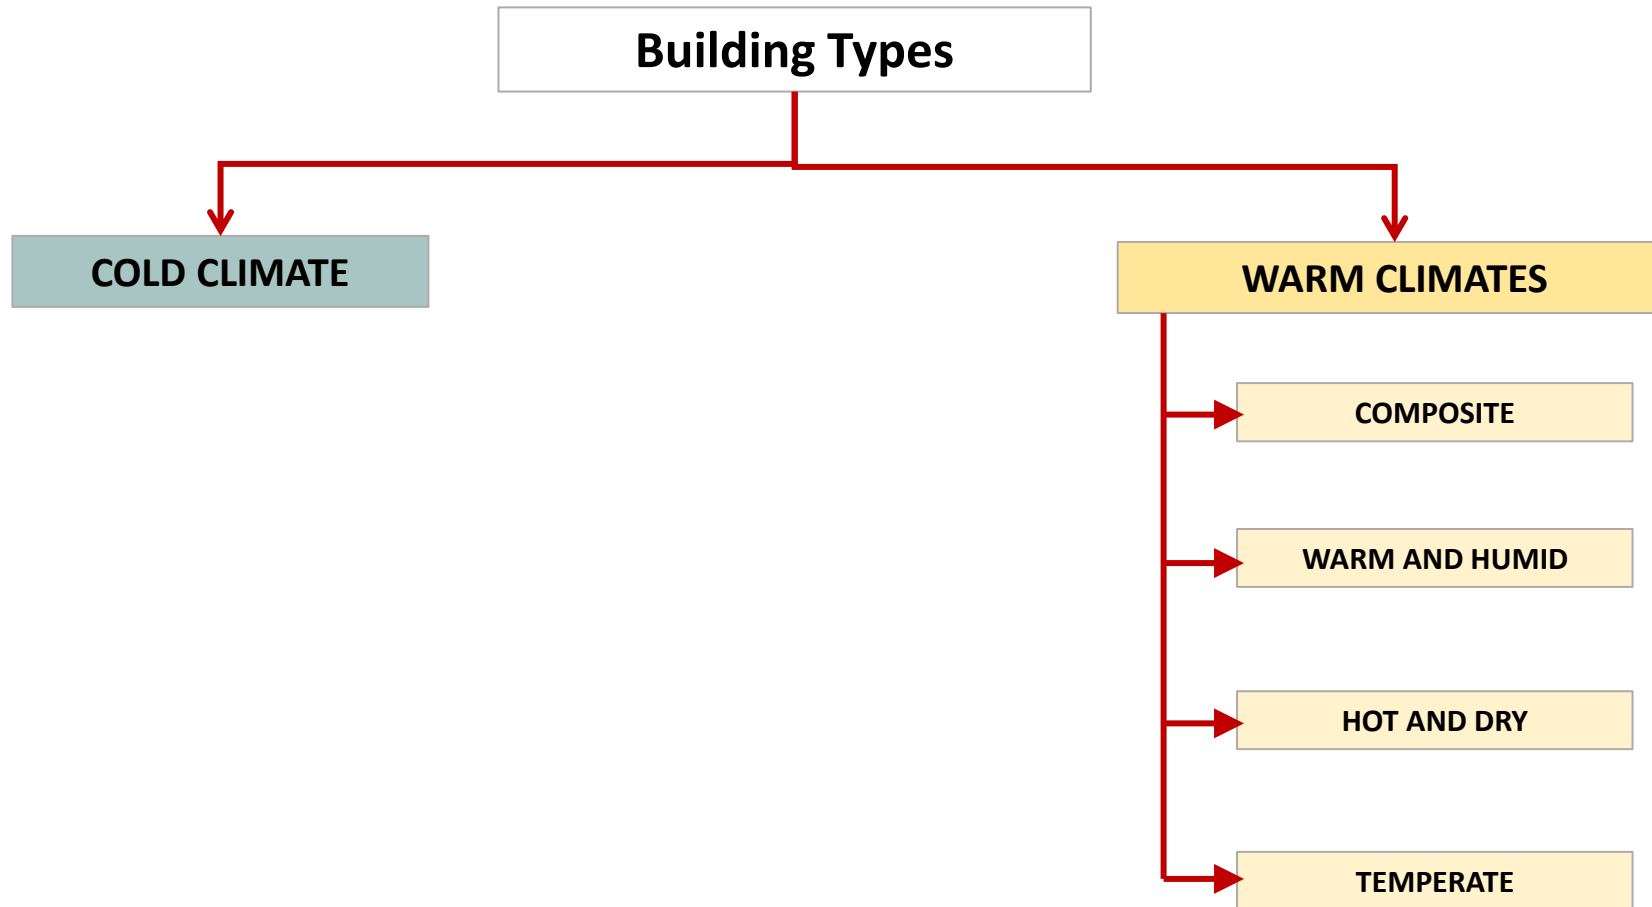 Building Types
COLD CLIMATE
WARM CLIMATES
COMPOSITE
WARM AND HUMID
HOT AND DRY
TEMPERATE